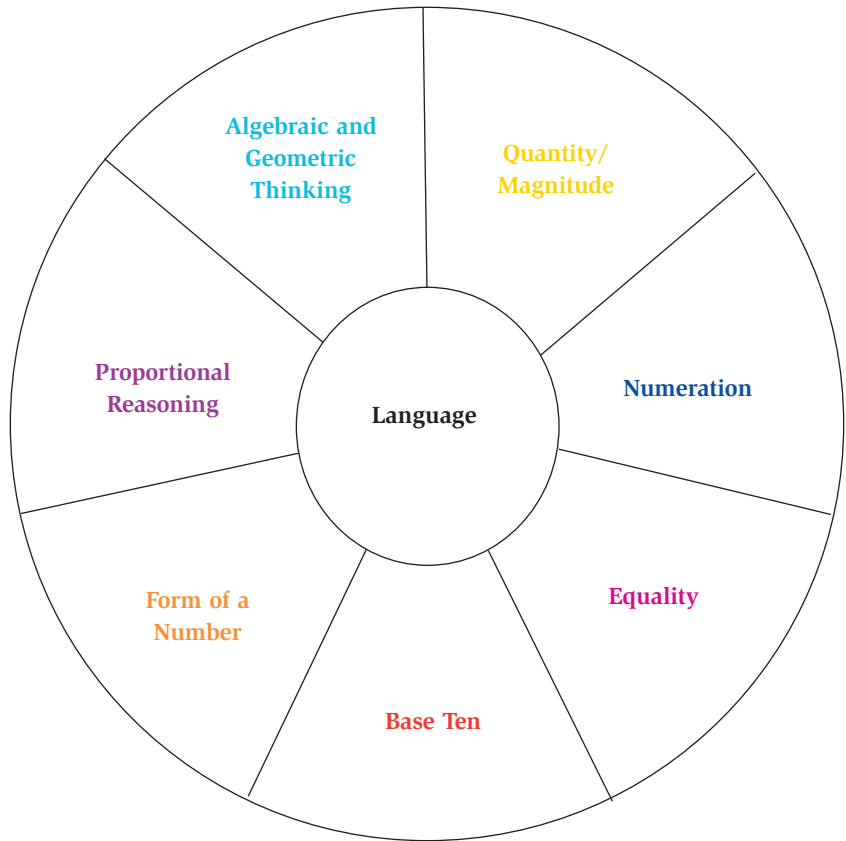 Algebraic and
Geometric
Thinking
Quantity/
Magnitude
Proportional
Reasoning
Language
Numeration
Form of a
Number
Equality
Base Ten